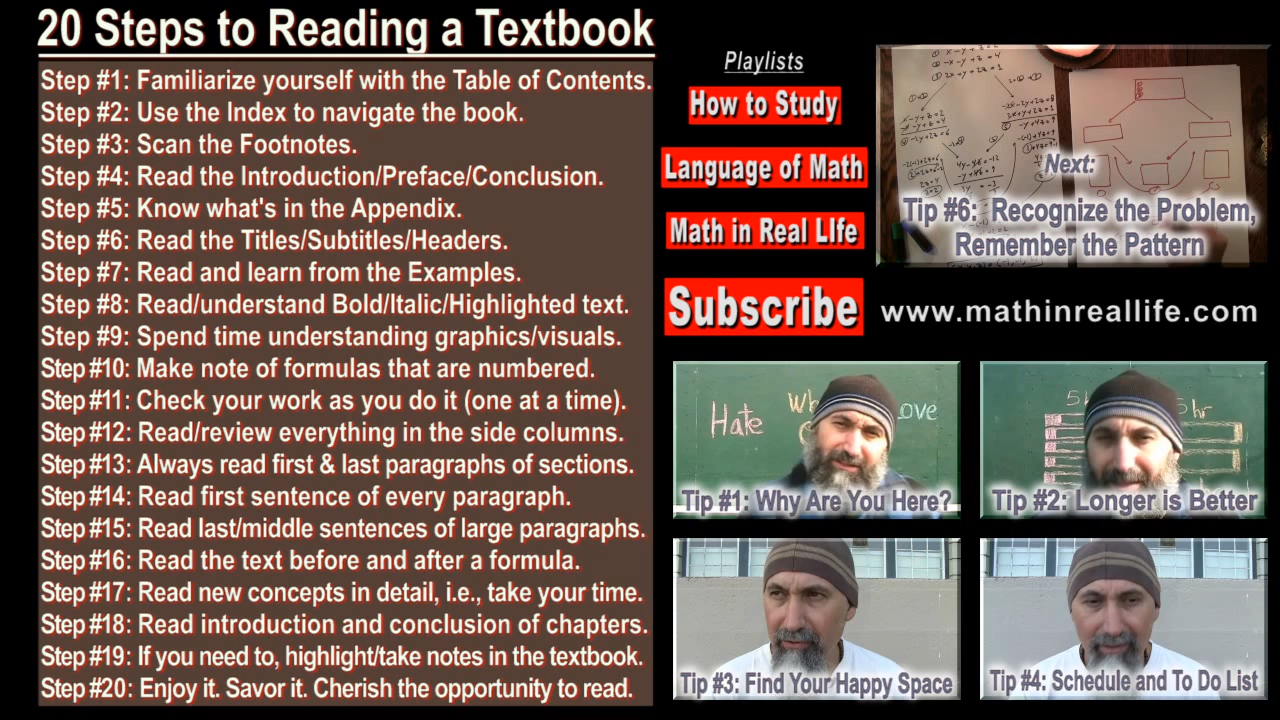 20 Steps to Reading a Textbook
Step #1: Familiarize yourself with the Table of Contents.
Step #2: Use the Index to navigate the book.
Step #3: Scan the Footnotes.
Step #4: Read the Introduction/Preface/Conclusion.
Step #5: Know what's in the Appendix.
Step #6: Read the Titles/Subtitles/Headers.
Step #7: Read and learn from the Examples.
Step #8: Read/understand Bold/Italic/Highlighted text.
Step #9: Spend time understanding graphics/visuals.
Step #10: Make note of formulas that are numbered.
Step #11: Check your work as you do it (one at a time).
Step #12: Read/review everything in the side columns.
Step #13: Always read first & last paragraphs of sections.
Step #14: Read first sentence of every paragraph.
Step #15: Read last/middle sentences of large paragraphs.
Step #16: Read the text before and after a formula.
Step #17: Read new concepts in detail, i.e., take your time.
Step #18: Read introduction and conclusion of chapters.
Step #19: If you need to, highlight/take notes in the textbook.
Step #20: Enjoy it. Savor it. Cherish the opportunity to read.
Playlists
How to Study
Language of Math
Math in Real LIfe
Subscribe
Next:
Tip #6: Recognize the Problem,
Remember the Pattern
www.mathinreallife.com
Hate
Tip #1: Why Are You Here?
Tip #2: Longer is Better
Tip #3: Find Your Happy Space
Tip #4: Schedule and To Do List